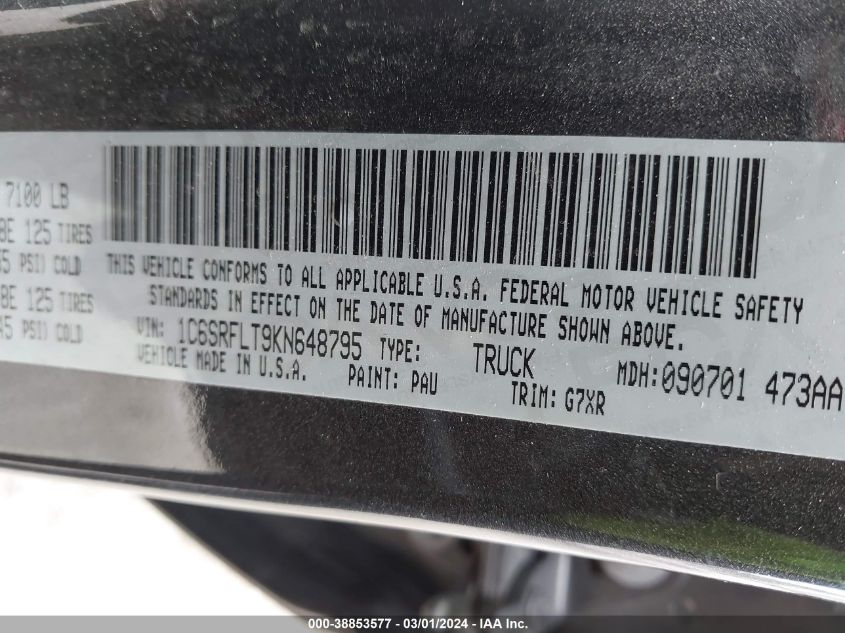 7100 LB
BE 125 TIRES
5 PSI) COLD
BE 125 TIRES
45 PSI) COLD
THIS VEHICLE CONFORMS TO ALL APPLICABLE U.S.A. FEDERAL MOTOR VEHICLE SAFETY
STANDARDS IN EFFECT ON THE DATE OF MANUFACTURE SHOWN ABOVE.
VIN: 1C6SRFLT9KN648795 TYPE: TRUCK MDH:090701 473AA
VEHICLE MADE IN U.S.A. PAINT: PAU TRIM: G7XR
000-38853577 - 03/01/2024 - IAA Inc.